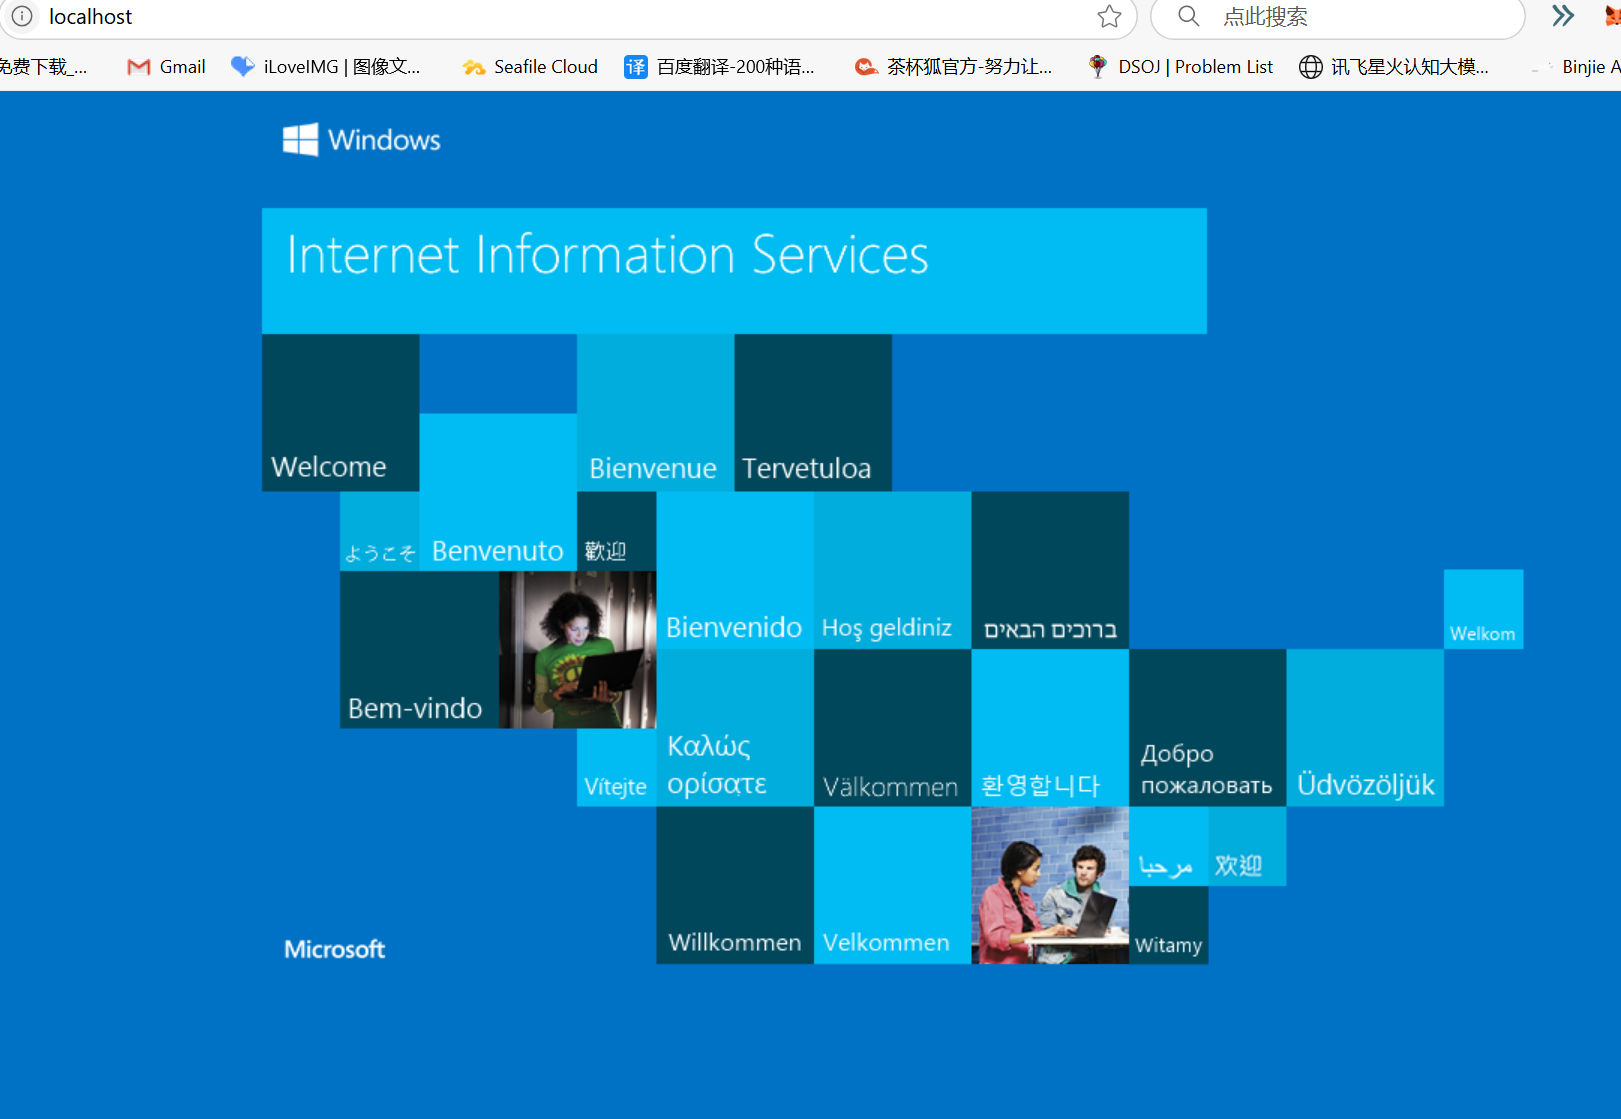 localhost
点此搜索
免费下载_...
Gmail
iLoveIMG | 图像文...
Seafile Cloud
译
百度翻译-200种语...
茶杯狐官方-努力让...
DSOJ | Problem List
讯飞星火认知大模...
Binjie A
Windows
Internet Information Services
Welcome
Bienvenue
Tervetuloa
ようこそ
Benvenuto
歡迎
Bienvenido
Hoş geldiniz
ברוכים הבאים
Welkom
Bem-vindo
Vítejte
Καλώς
ορίσατε
Välkommen
환영합니다
Добро
пожаловать
Üdvözöljük
مرحبا
欢迎
Microsoft
Willkommen
Velkommen
Witamy